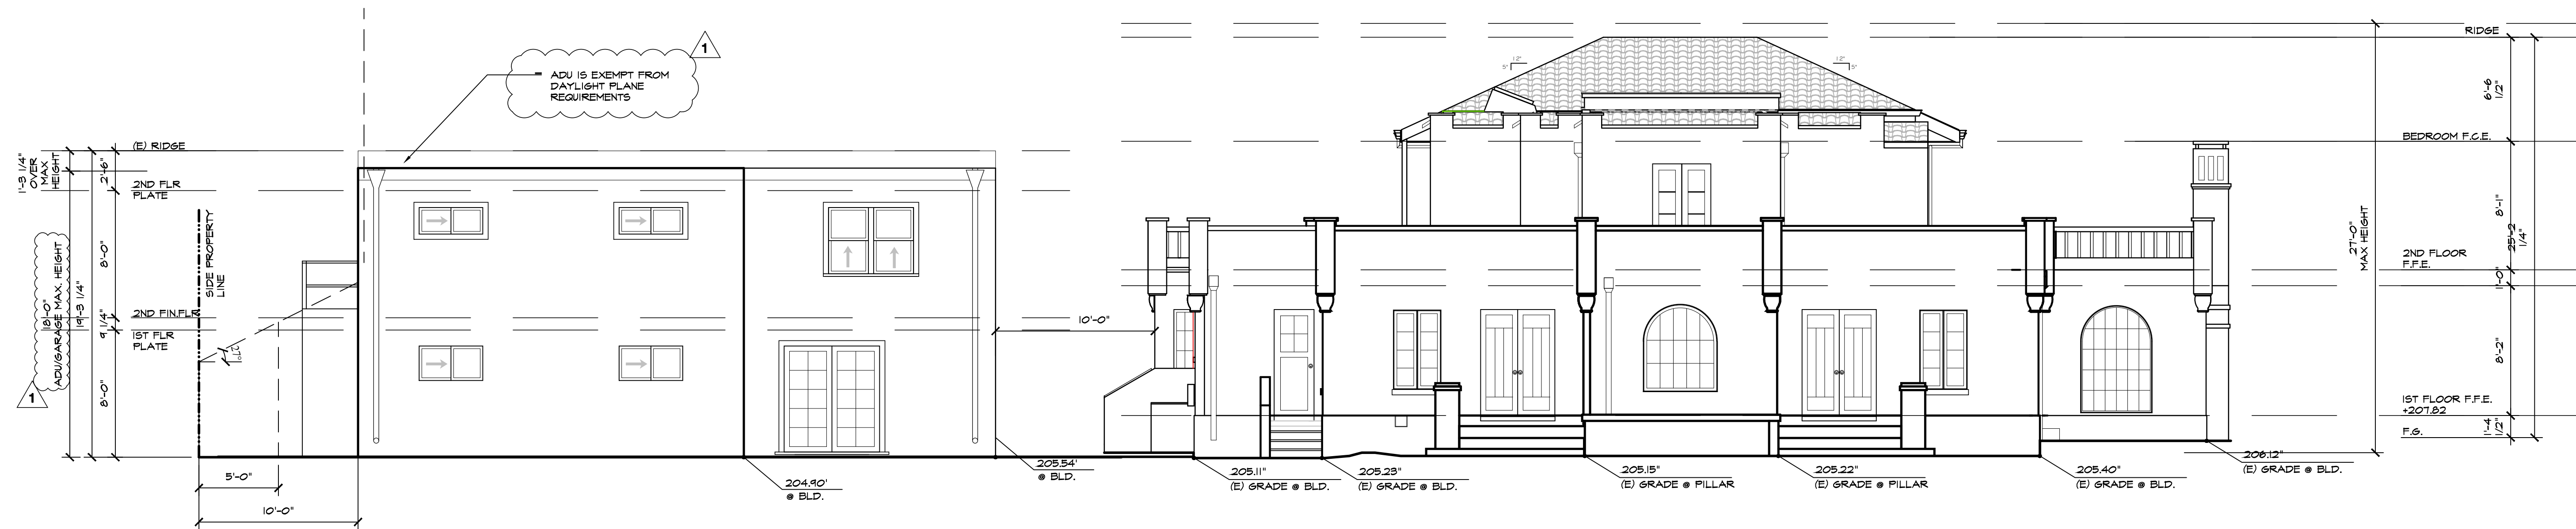 1
ADU IS EXEMPT FROM
DAYLIGHT PLANE
REQUIREMENTS
1'-3 1/4"
OVER
MAX
HEIGHT
2'-6"
(E) RIDGE
2ND FLR
PLATE
SIDE PROPERTY
LINE
18'-0"
ADU/GARAGE MAX. HEIGHT
19'-3 1/4"
8'-0"
9 1/4"
2ND FIN.FLR
1ST FLR
PLATE
27°
8'-0"
1
5'-0"
10'-0"
204.90'
@ BLD.
205.54'
@ BLD.
10'-0"
12"
5"
12"
5"
205.11"
(E) GRADE @ BLD.
205.23"
(E) GRADE @ BLD.
205.15"
(E) GRADE @ PILLAR
205.22"
(E) GRADE @ PILLAR
205.40"
(E) GRADE @ BLD.
206.12"
(E) GRADE @ BLD.
27'-0"
MAX HEIGHT
RIDGE
6'-6
1/2"
BEDROOM F.C.E.
8'-1"
25'-2
1/4"
2ND FLOOR
F.F.E.
1'-0"
8'-2"
1ST FLOOR F.F.E.
+207.82
F.G.
1'-4
1/2"